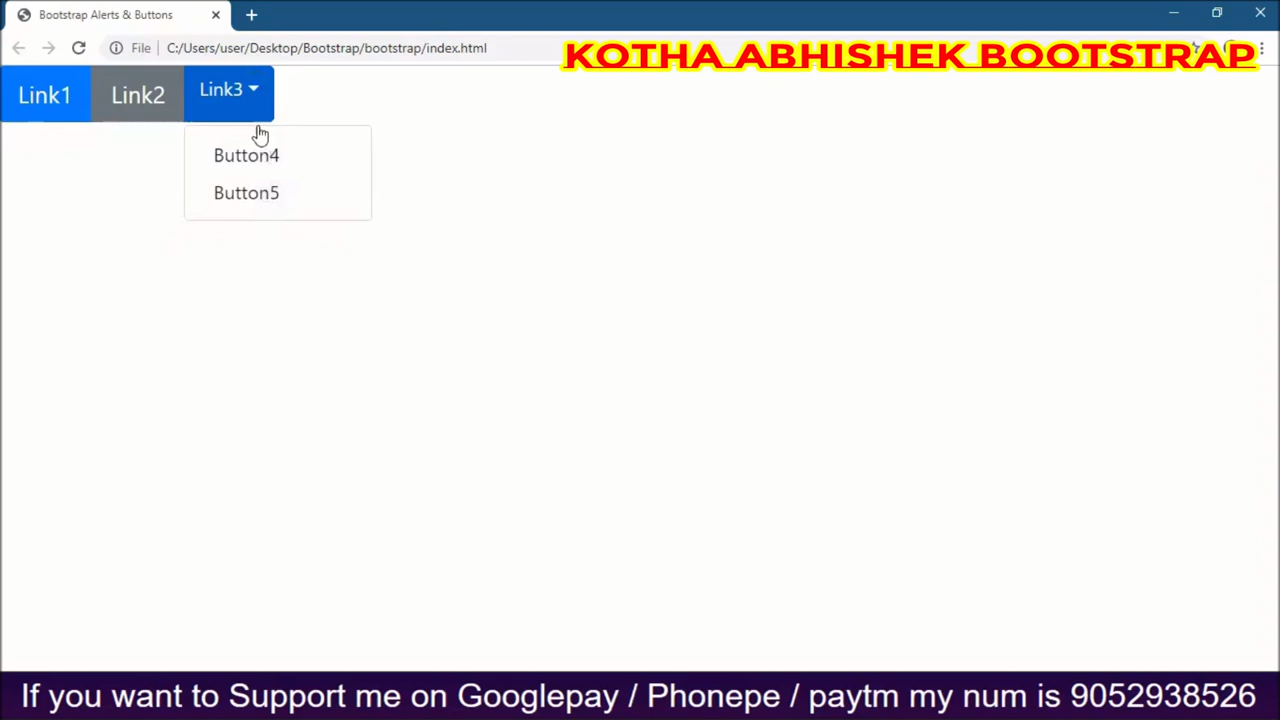 Bootstrap Alerts & Buttons
File C:/Users/user/Desktop/Bootstrap/bootstrap/index.html
KOTHA ABHISHEK BOOTSTRAP
Link1 Link2 Link3
Button4
Button5
If you want to Support me on Googlepay / Phonepe / paytm my num is 9052938526